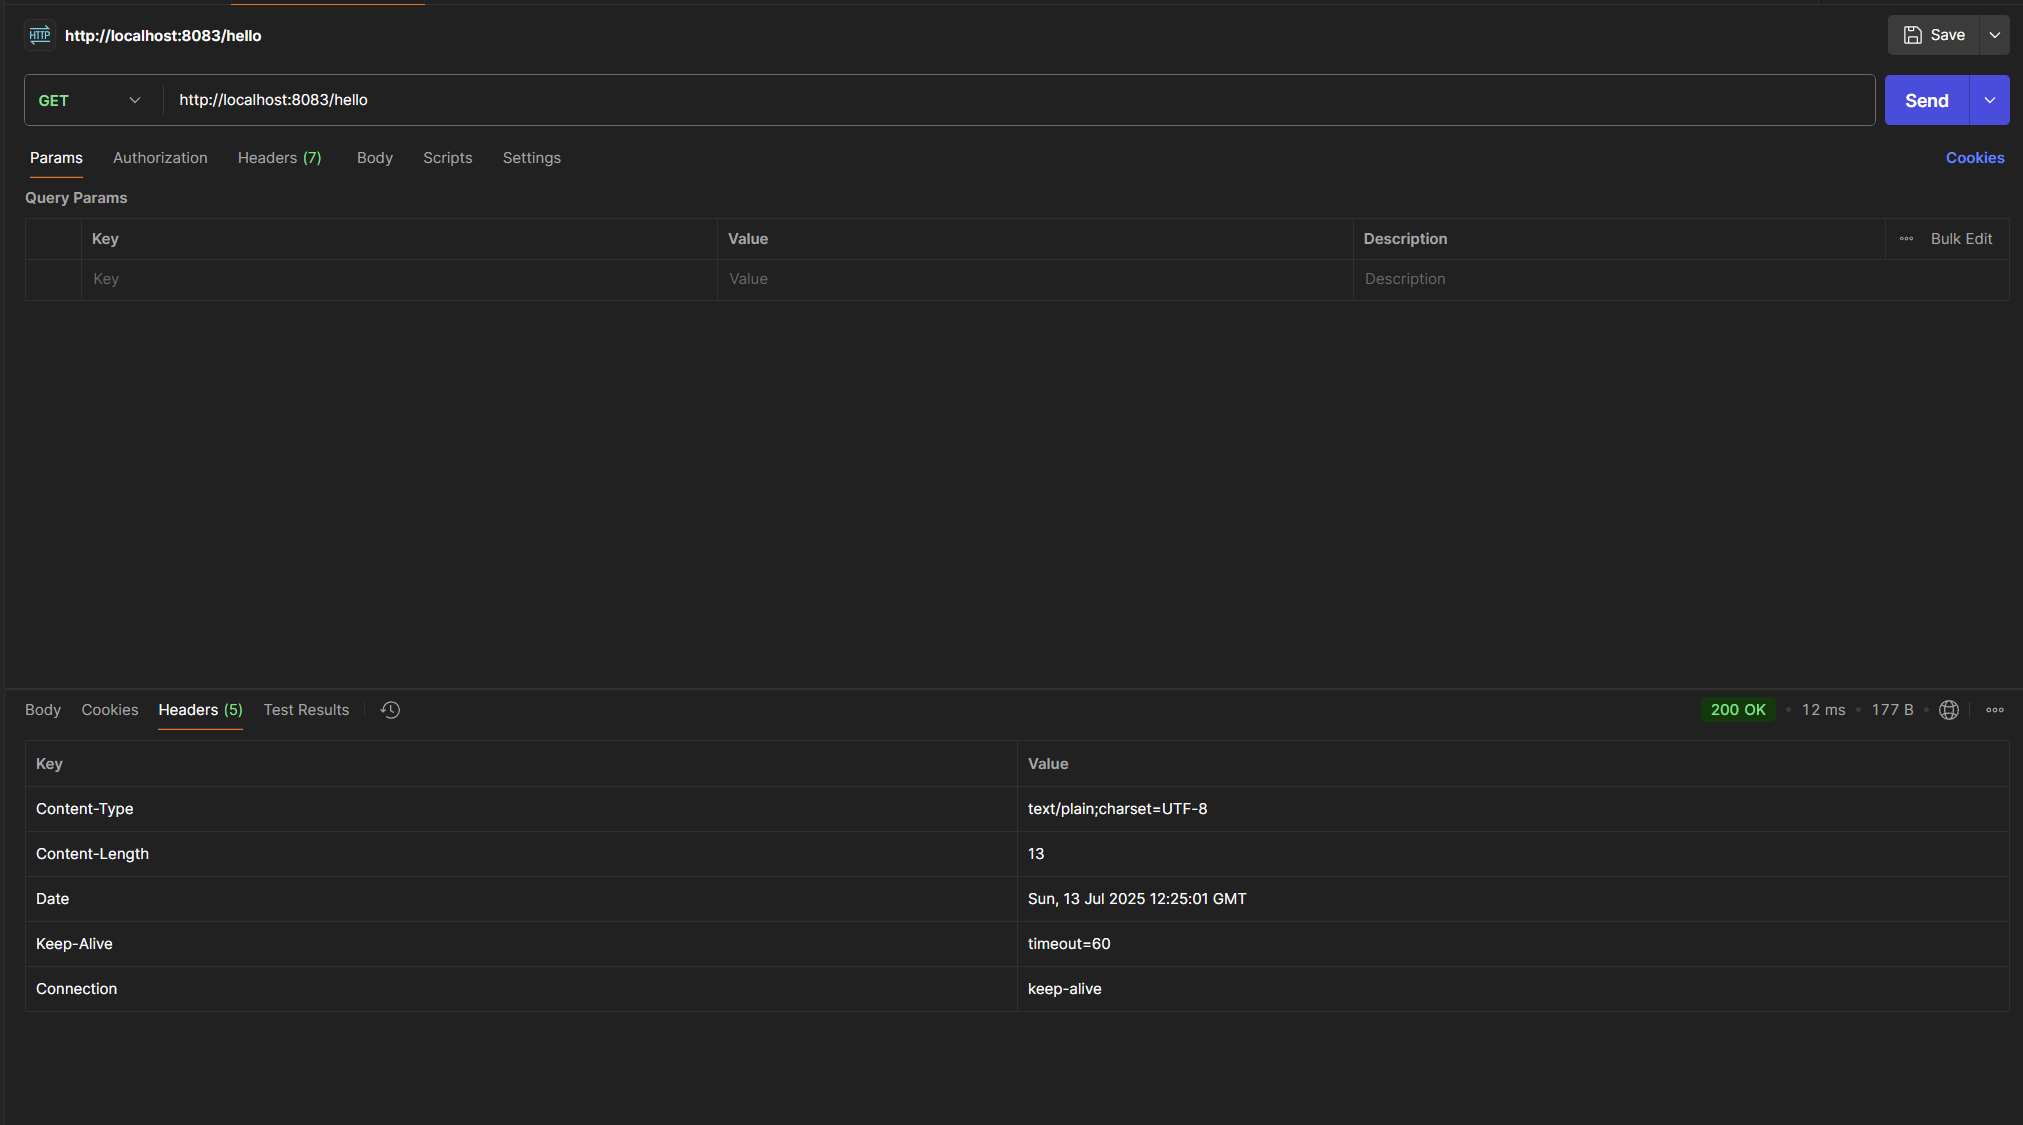 HTTP http://localhost:8083/hello Save
GET http://localhost:8083/hello Send
Params Authorization Headers (7) Body Scripts Settings Cookies
Query Params
Key Value Description Bulk Edit
Key Value Description
Body Cookies Headers (5) Test Results 200 OK • 12 ms • 177 B •
Key Value
Content-Type text/plain;charset=UTF-8
Content-Length 13
Date Sun, 13 Jul 2025 12:25:01 GMT
Keep-Alive timeout=60
Connection keep-alive